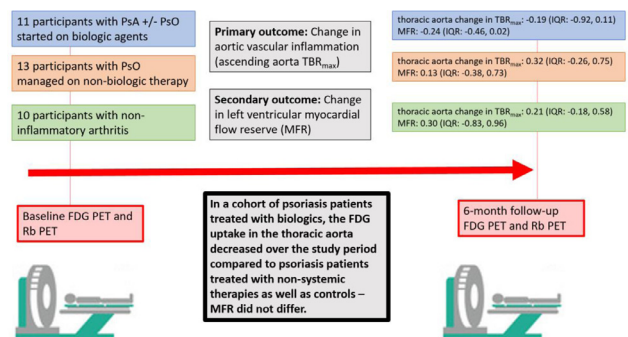 11 participants with PsA +/- PsO
started on biologic agents
13 participants with PsO
managed on non-biologic therapy
10 participants with non-
inflammatory arthritis
Primary outcome: Change in
aortic vascular inflammation
(ascending aorta TBRmax)
Secondary outcome: Change
in left ventricular myocardial
flow reserve (MFR)
thoracic aorta change in TBRmax: -0.19 (IQR: -0.92, 0.11)
MFR: -0.24 (IQR: -0.46, 0.02)
thoracic aorta change in TBRmax: 0.32 (IQR: -0.26, 0.75)
MFR: 0.13 (IQR: -0.38, 0.73)
thoracic aorta change in TBRmax: 0.21 (IQR: -0.18, 0.58)
MFR: 0.30 (IQR: -0.83, 0.96)
Baseline FDG PET and
Rb PET
In a cohort of psoriasis patients
treated with biologics, the FDG
uptake in the thoracic aorta
decreased over the study period
compared to psoriasis patients
treated with non-systemic
therapies as well as controls –
MFR did not differ.
6-month follow-up
FDG PET and Rb PET